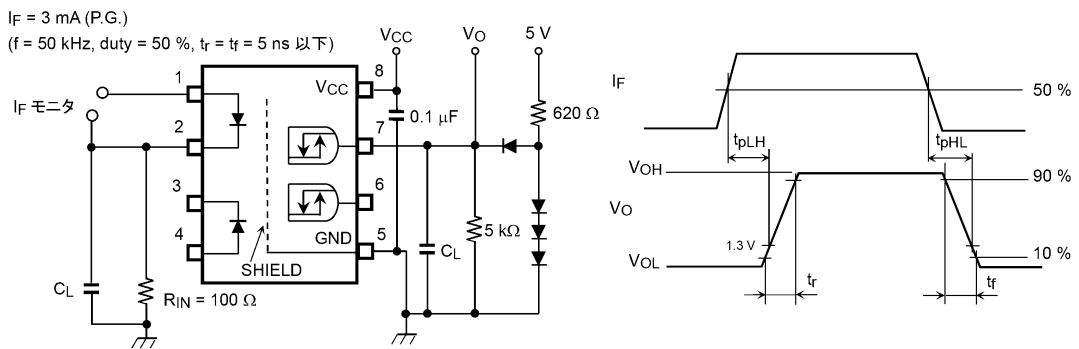 IF = 3 mA (P.G.)
(f = 50 kHz, duty = 50 %, tr = tf = 5 ns 以下)
VCC
VO
5 V
1
8
VCC
IF モニタ
0.1 μF
620 Ω
2
7
3
6
4
5
GND
5 kΩ
CL
SHIELD
CL
RIN = 100 Ω
IF
50 %
tpLH
tpHL
VOH
90 %
VO
1.3 V
VOL
10 %
tr
tf